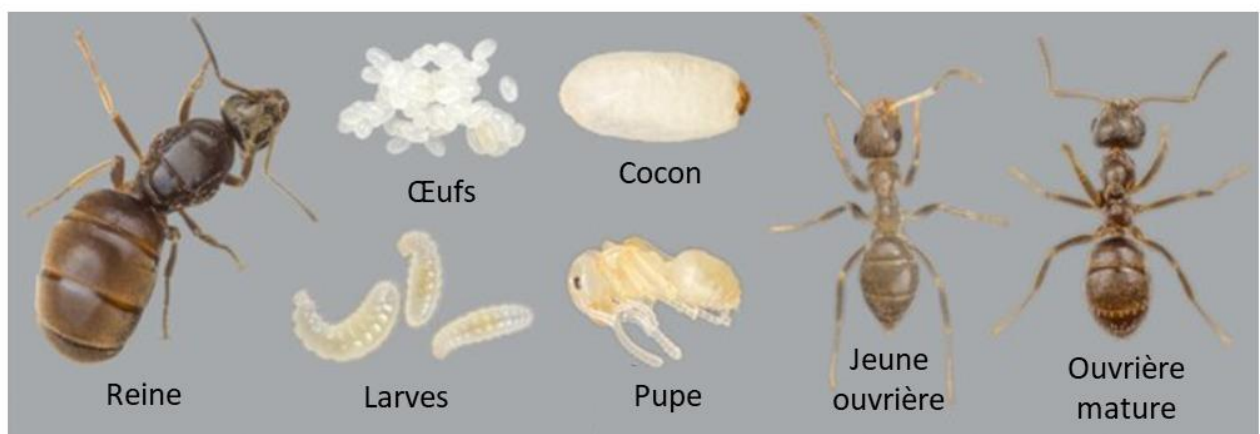 Œufs
Cocon
Reine
Larves
Pupe
Jeune
ouvrière
Ouvrière
mature